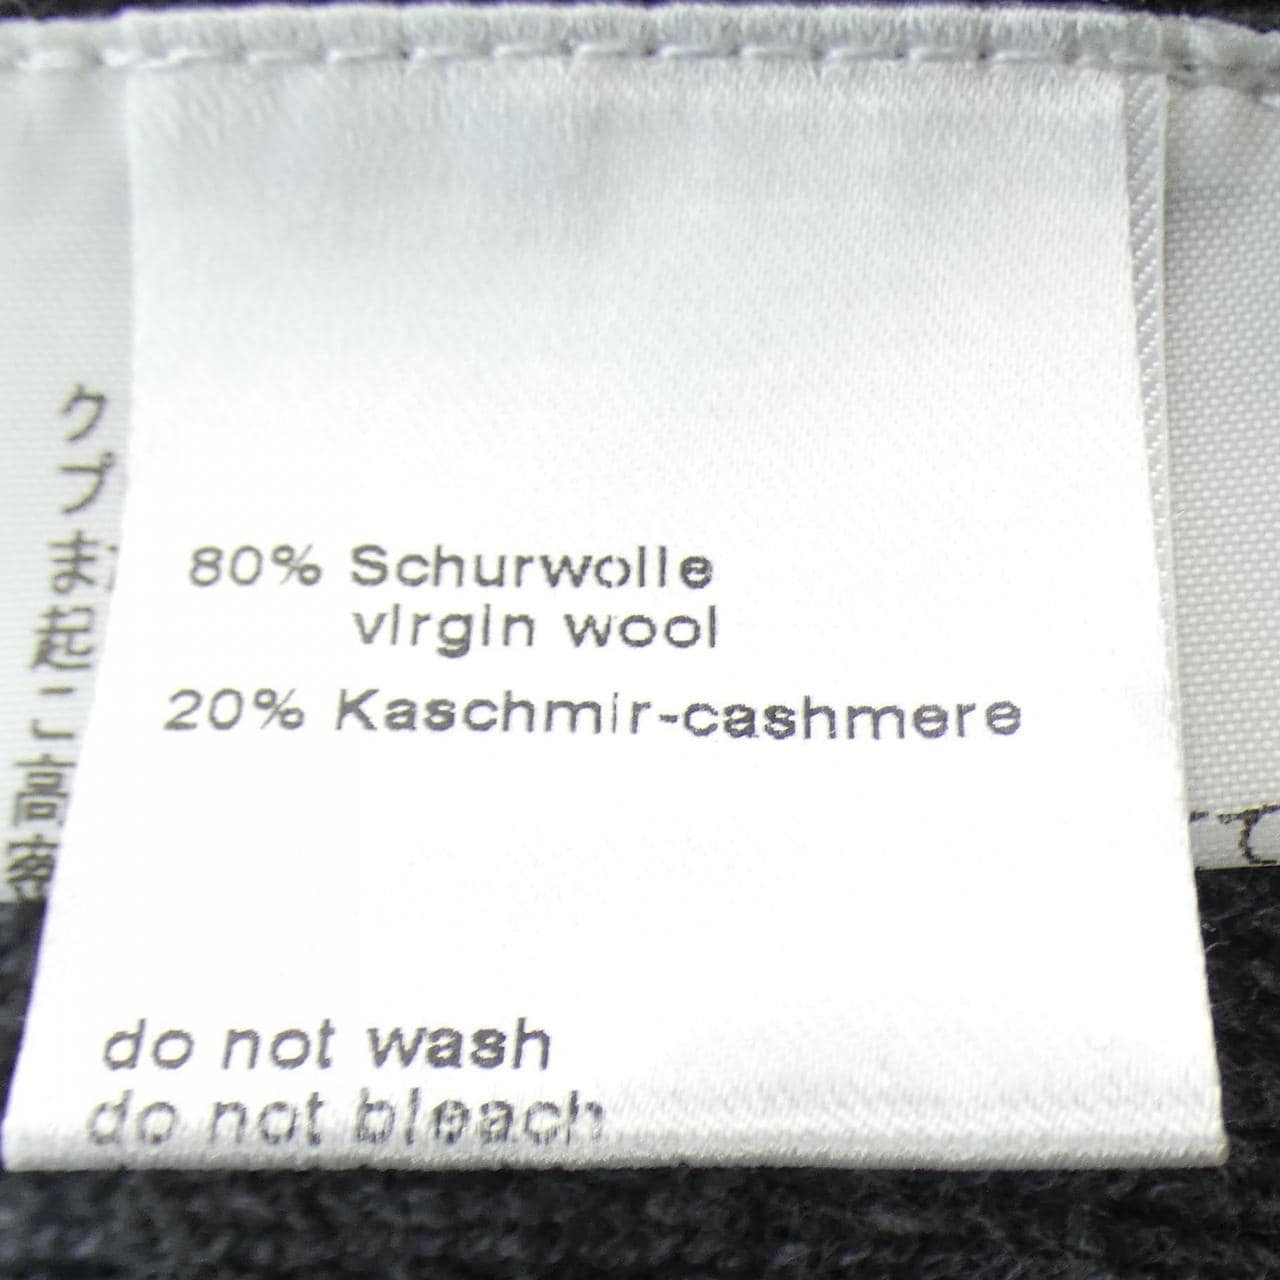 80% Schurwolle
virgin wool
20% Kaschmir-cashmere
do not wash
do not bleach